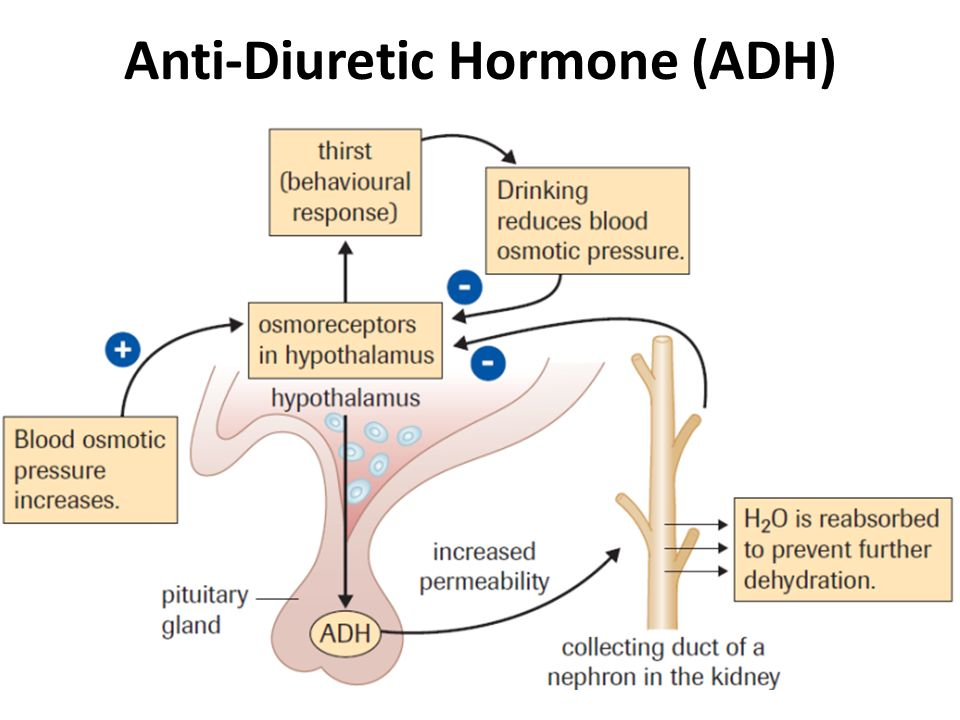 Anti-Diuretic Hormone (ADH)
thirst
(behavioural
response)
Drinking
reduces blood
osmotic pressure.
-
osmoreceptors
in hypothalamus
+
-
hypothalamus
Blood osmotic
pressure
increases.
H₂O is reabsorbed
to prevent further
dehydration.
increased
permeability
pituitary
gland
ADH
collecting duct of a
nephron in the kidney